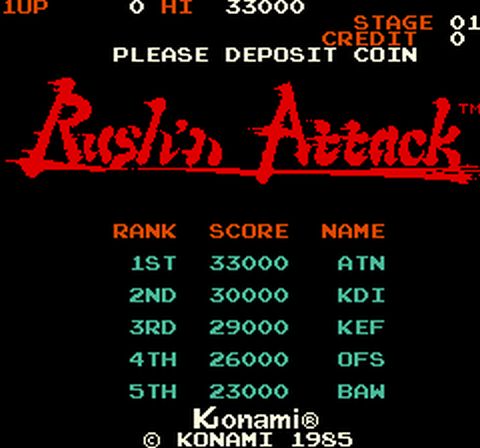 1UP 0 HI 33000
STAGE 01
CREDIT 0
PLEASE DEPOSIT COIN
Rush'n Attack™
RANK SCORE NAME
1ST 33000 ATN
2ND 30000 KDI
3RD 29000 KEF
4TH 26000 OFS
5TH 23000 BAW
Konami®
© KONAMI 1985